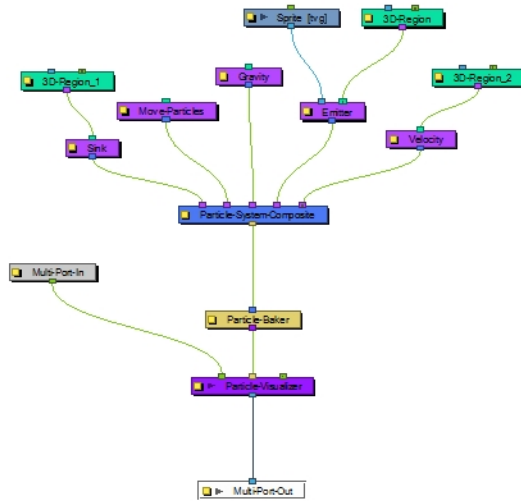 Sprite [tvg]
3D-Region
3D-Region_1
Gravity
3D-Region_2
Move-Particles
Emitter
Sink
Velocity
Particle-System-Composite
Multi-Port-In
Particle-Baker
Particle-Visualizer
Multi-Port-Out